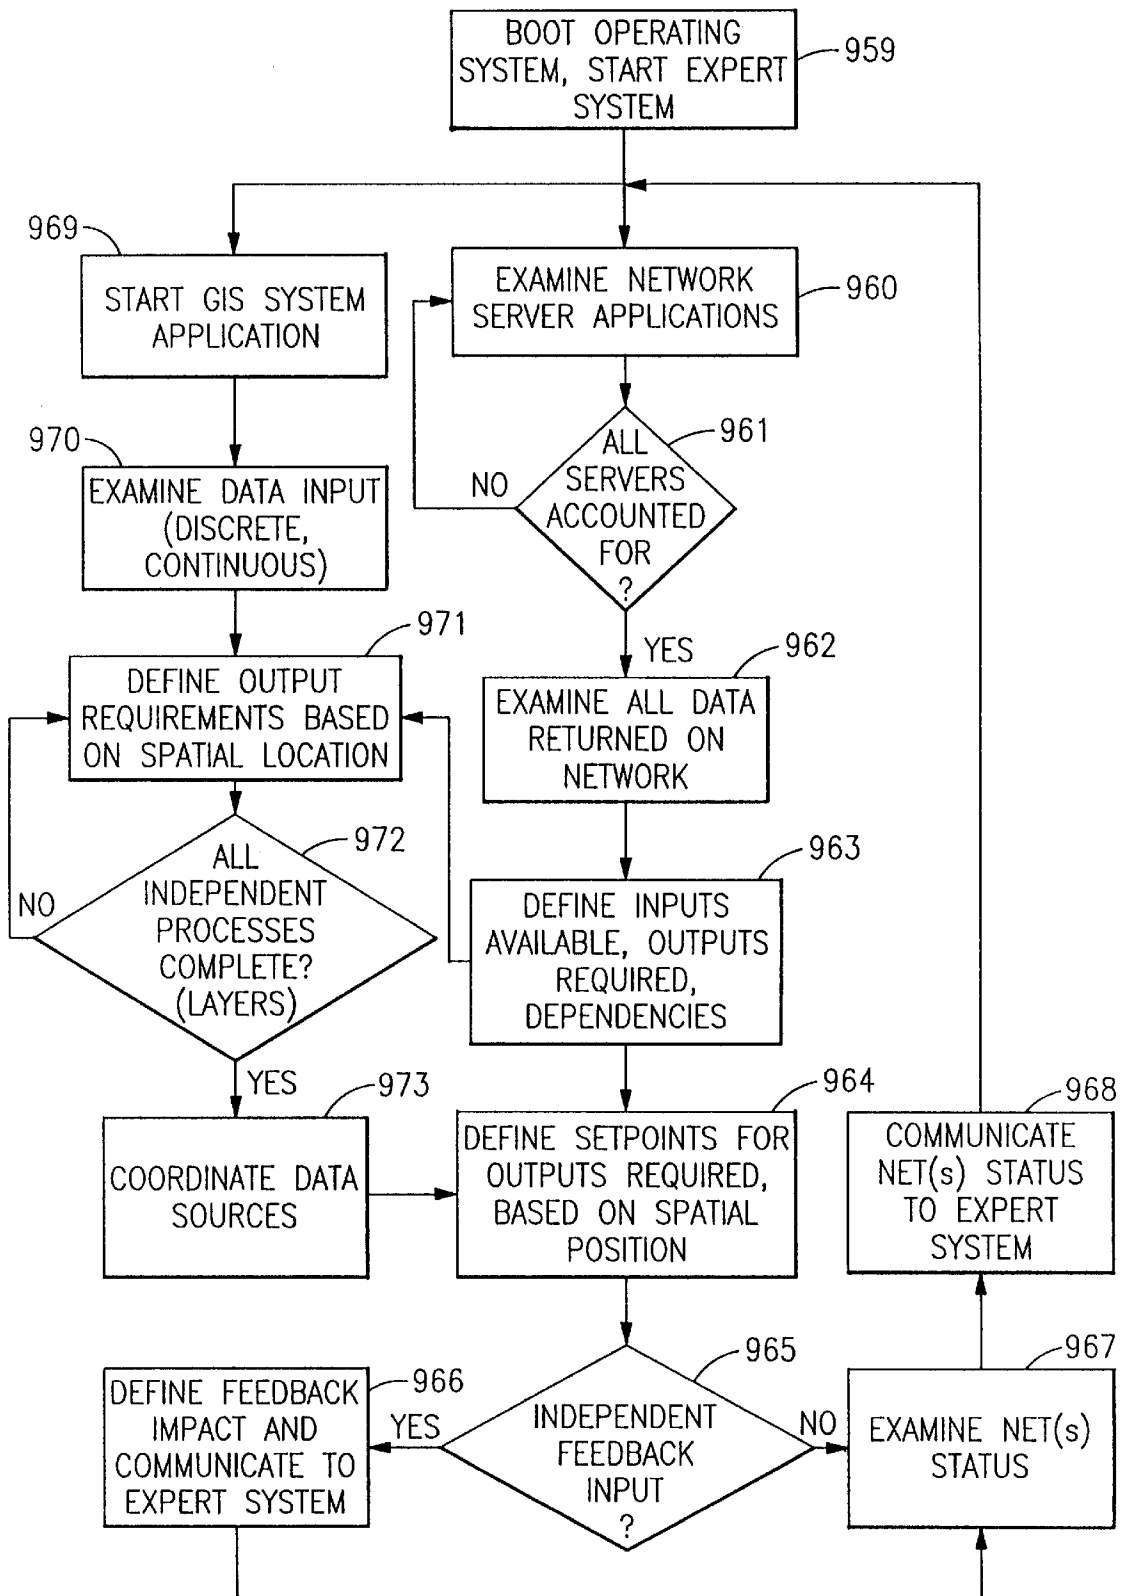 BOOT OPERATING
SYSTEM, START EXPERT
SYSTEM
959
969
START GIS SYSTEM
APPLICATION
EXAMINE NETWORK
SERVER APPLICATIONS
960
970
EXAMINE DATA INPUT
(DISCRETE,
CONTINUOUS)
961
ALL
SERVERS
ACCOUNTED
FOR
?
NO
YES
971
DEFINE OUTPUT
REQUIREMENTS BASED
ON SPATIAL LOCATION
962
EXAMINE ALL DATA
RETURNED ON
NETWORK
972
ALL
INDEPENDENT
PROCESSES
COMPLETE?
(LAYERS)
NO
YES
963
DEFINE INPUTS
AVAILABLE, OUTPUTS
REQUIRED,
DEPENDENCIES
973
COORDINATE DATA
SOURCES
964
DEFINE SETPOINTS FOR
OUTPUTS REQUIRED,
BASED ON SPATIAL
POSITION
968
COMMUNICATE
NET(s) STATUS
TO EXPERT
SYSTEM
966
DEFINE FEEDBACK
IMPACT AND
COMMUNICATE TO
EXPERT SYSTEM
YES
965
INDEPENDENT
FEEDBACK
INPUT
?
NO
967
EXAMINE NET(s)
STATUS